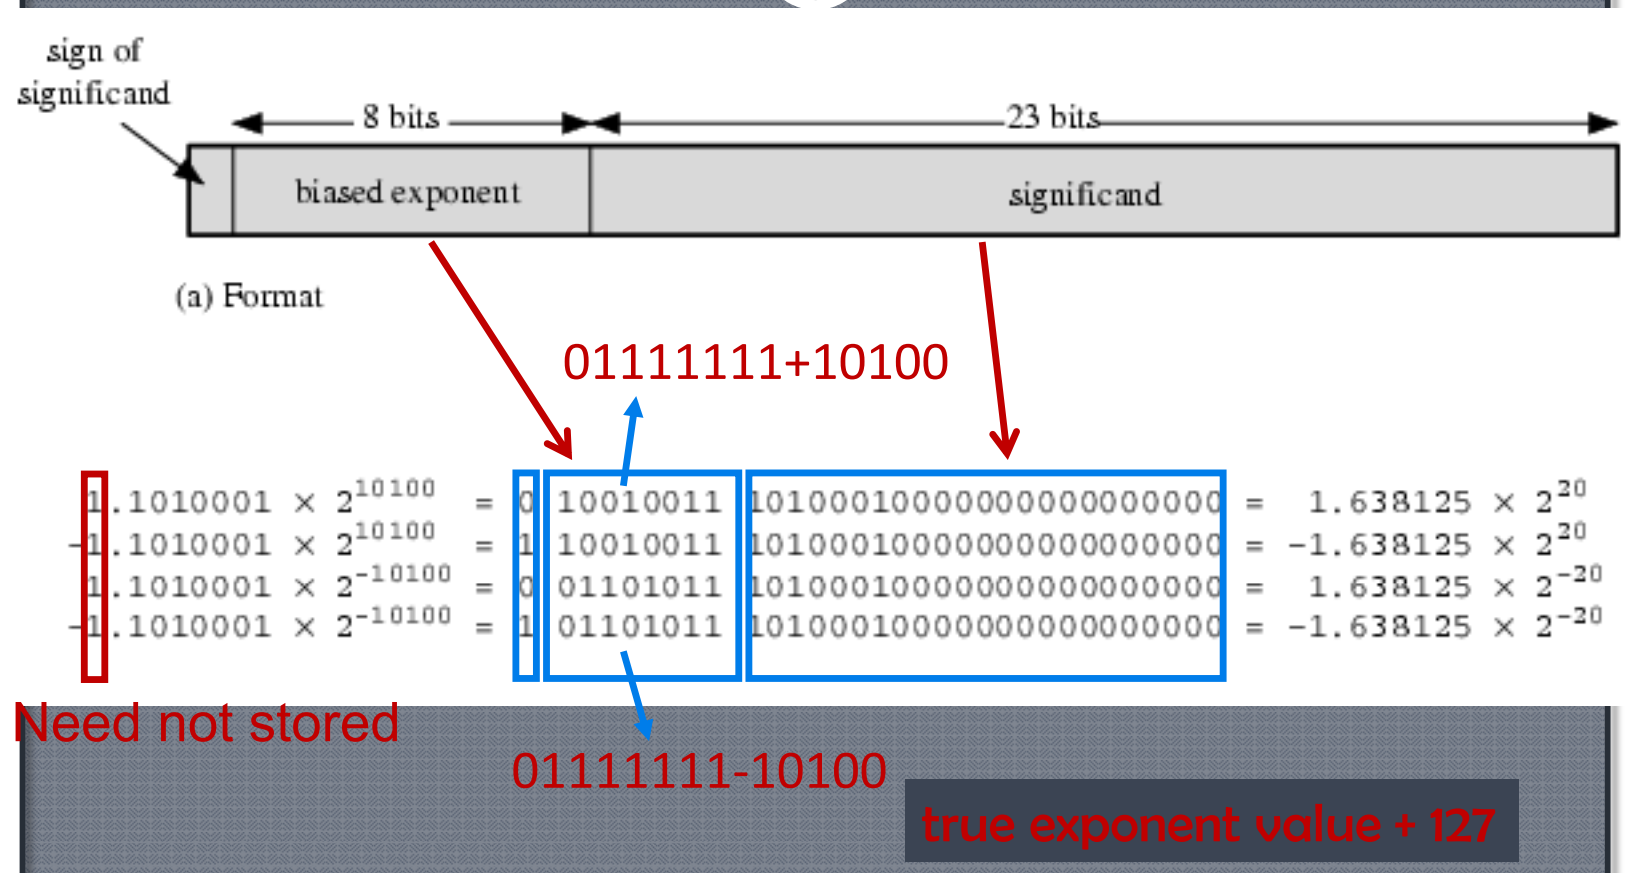 sign of
significand
8 bits
23 bits
biased exponent
significand
(a) Format
01111111+10100
1.1010001 × 2^10100 = 0 10010011 10100010000000000000000 = 1.638125 × 2^20
-1.1010001 × 2^10100 = 1 10010011 10100010000000000000000 = -1.638125 × 2^20
1.1010001 × 2^-10100 = 0 01101011 10100010000000000000000 = 1.638125 × 2^-20
-1.1010001 × 2^-10100 = 1 01101011 10100010000000000000000 = -1.638125 × 2^-20
Need not stored
01111111-10100
true exponent value + 127